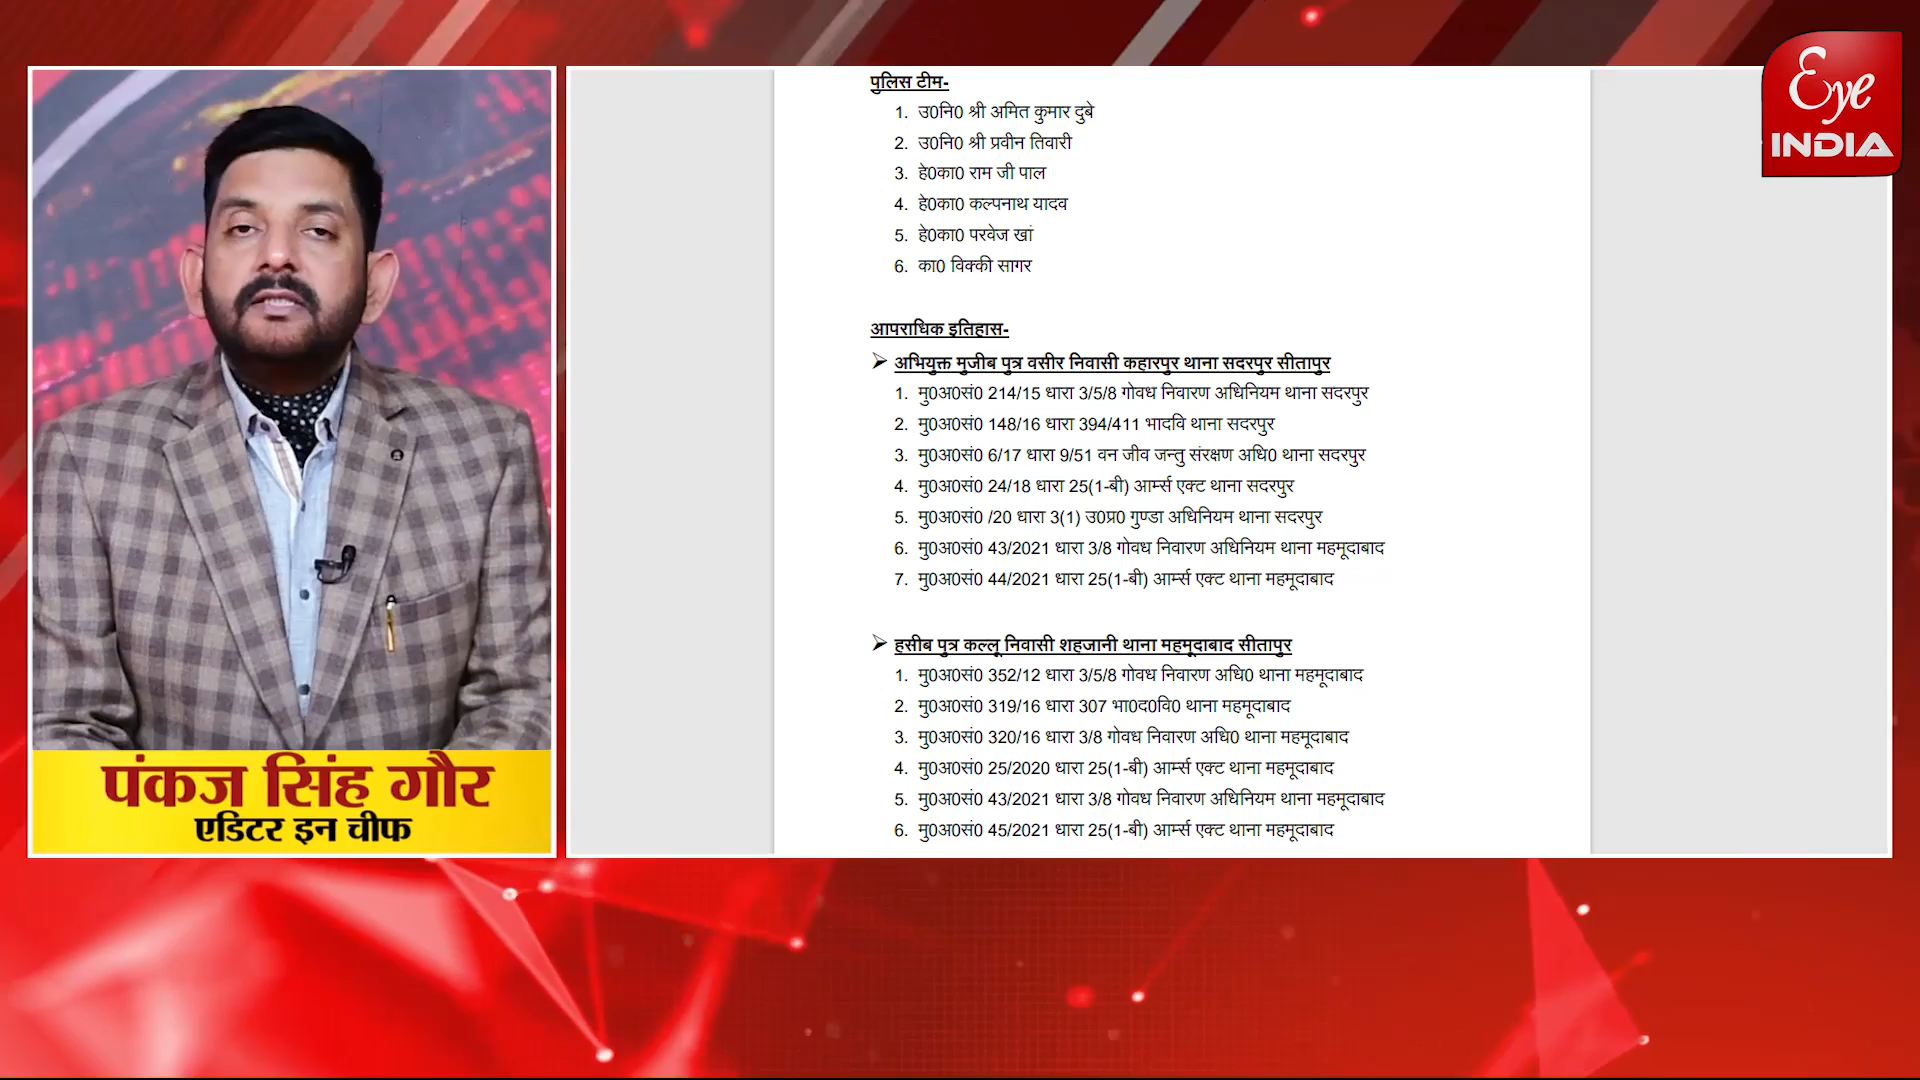 पुलिस टीम-
1. उ0नि0 श्री अमित कुमार दुबे
2. उ0नि0 श्री प्रवीन तिवारी
3. हे0का0 राम जी पाल
4. हे0का0 कल्पनाथ यादव
5. हे0का0 परवेज खां
6. का0 विक्की सागर
आपराधिक इतिहास-
➢ अभियुक्त मुजीब पुत्र वसीर निवासी कहारपुर थाना सदरपुर सीतापुर
1. मु0अ0सं0 214/15 धारा 3/5/8 गोवध निवारण अधिनियम थाना सदरपुर
2. मु0अ0सं0 148/16 धारा 394/411 भादवि थाना सदरपुर
3. मु0अ0सं0 6/17 धारा 9/51 वन जीव जन्तु संरक्षण अधि0 थाना सदरपुर
4. मु0अ0सं0 24/18 धारा 25(1-बी) आर्म्स एक्ट थाना सदरपुर
5. मु0अ0सं0 /20 धारा 3(1) उ0प्र0 गुण्डा अधिनियम थाना सदरपुर
6. मु0अ0सं0 43/2021 धारा 3/8 गोवध निवारण अधिनियम थाना महमूदाबाद
7. मु0अ0सं0 44/2021 धारा 25(1-बी) आर्म्स एक्ट थाना महमूदाबाद
➢ हसीब पुत्र कल्लू निवासी शहजानी थाना महमूदाबाद सीतापुर
1. मु0अ0सं0 352/12 धारा 3/5/8 गोवध निवारण अधि0 थाना महमूदाबाद
2. मु0अ0सं0 319/16 धारा 307 भा0द0वि0 थाना महमूदाबाद
3. मु0अ0सं0 320/16 धारा 3/8 गोवध निवारण अधि0 थाना महमूदाबाद
4. मु0अ0सं0 25/2020 धारा 25(1-बी) आर्म्स एक्ट थाना महमूदाबाद
5. मु0अ0सं0 43/2021 धारा 3/8 गोवध निवारण अधिनियम थाना महमूदाबाद
6. मु0अ0सं0 45/2021 धारा 25(1-बी) आर्म्स एक्ट थाना महमूदाबाद
पंकज सिंह गौर
एडिटर इन चीफ
Eye
INDIA